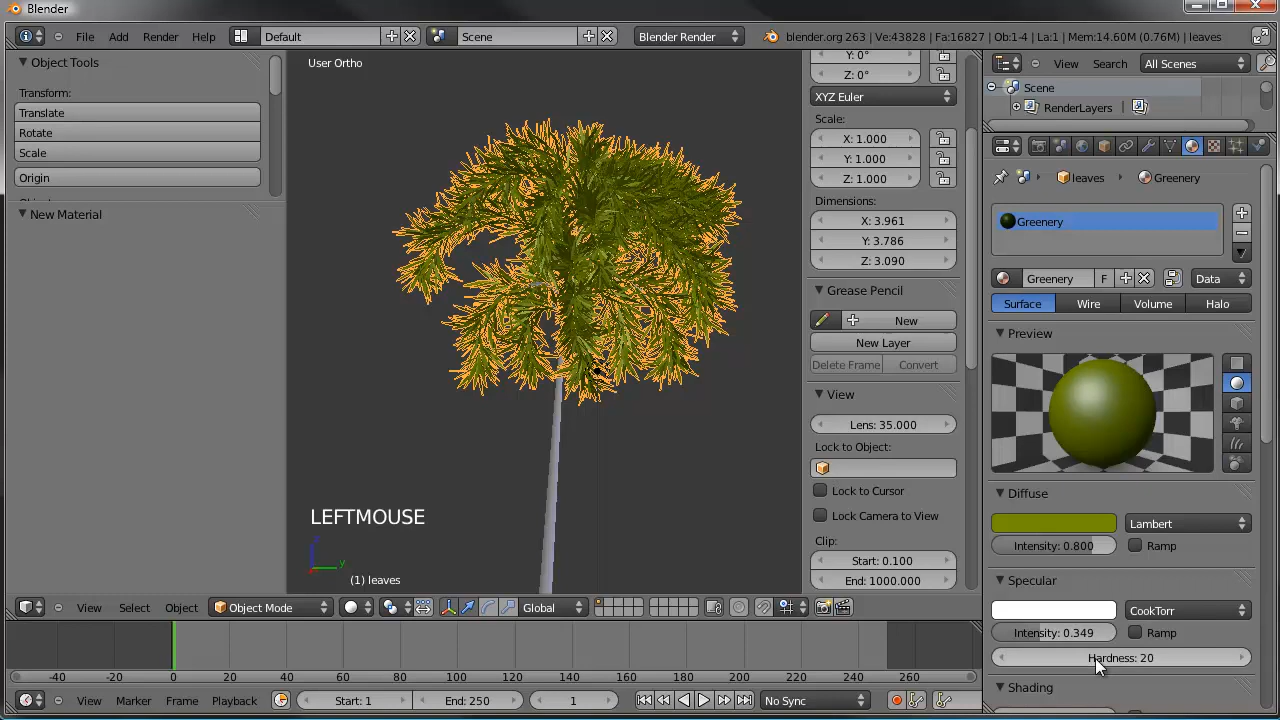 Blender
File Add Render Help Default Scene Blender Render blender.org 263 | Ve:43828 | Fa:16827 | Ob:1-4 | La:1 | Mem:14.60M (0.76M) | leaves
Object Tools
Transform:
Translate
Rotate
Scale
Origin
New Material
User Ortho
LEFTMOUSE
z
y
(1) leaves
Y: 0°
Z: 0°
XYZ Euler
Scale:
X: 1.000
Y: 1.000
Z: 1.000
Dimensions:
X: 3.961
Y: 3.786
Z: 3.090
Grease Pencil
New
New Layer
Delete Frame Convert
View
Lens: 35.000
Lock to Object:
Lock to Cursor
Lock Camera to View
Clip:
Start: 0.100
End: 1000.000
View Search All Scenes
Scene
RenderLayers |
leaves Greenery
Greenery
Greenery F Data
Surface Wire Volume Halo
Preview
Diffuse
Lambert
Intensity: 0.800 Ramp
Specular
CookTorr
Intensity: 0.349 Ramp
Hardness: 20
Shading
View Select Object Object Mode Global
-40 -20 0 20 40 60 80 100 120 140 160 180 200 220 240 260
View Marker Frame Playback Start: 1 End: 250 1 No Sync